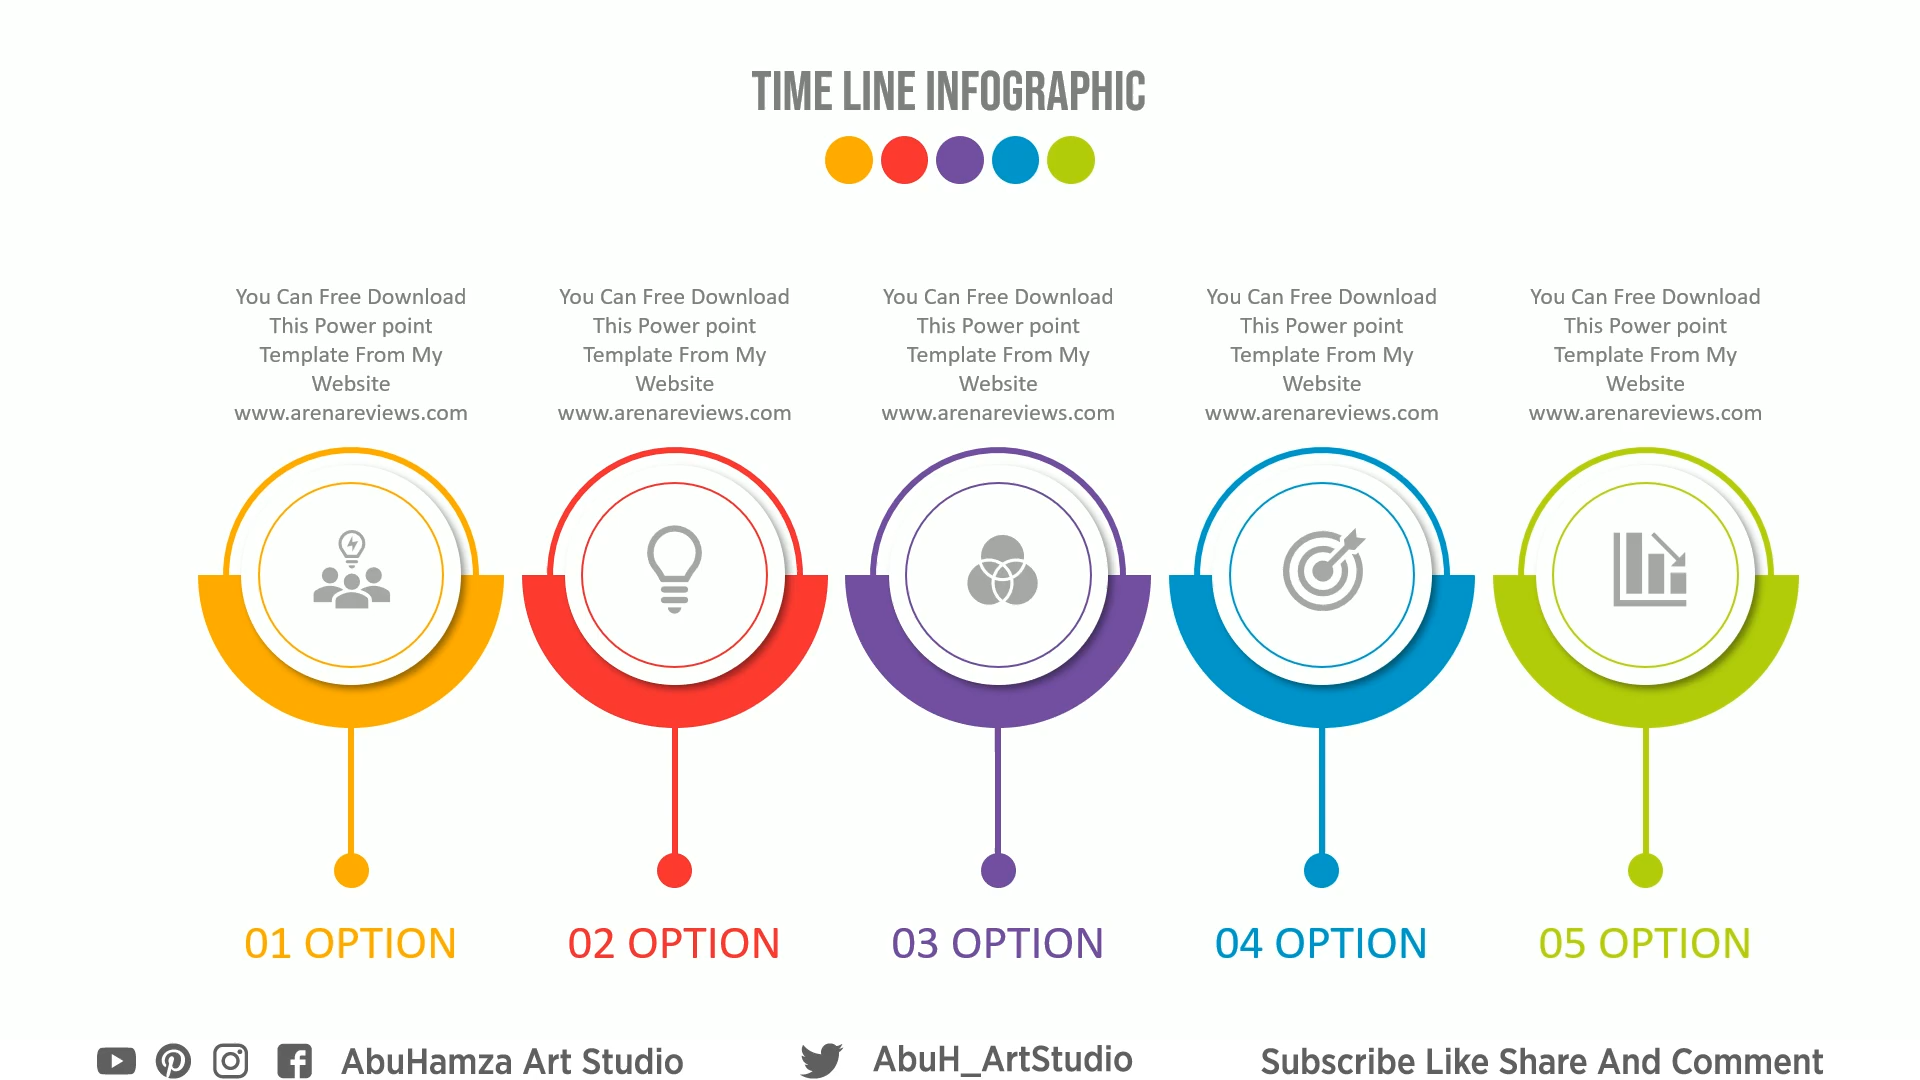 TIME LINE INFOGRAPHIC
You Can Free Download
This Power point
Template From My
Website
www.arenareviews.com
You Can Free Download
This Power point
Template From My
Website
www.arenareviews.com
You Can Free Download
This Power point
Template From My
Website
www.arenareviews.com
You Can Free Download
This Power point
Template From My
Website
www.arenareviews.com
You Can Free Download
This Power point
Template From My
Website
www.arenareviews.com
01 OPTION
02 OPTION
03 OPTION
04 OPTION
05 OPTION
AbuHamza Art Studio
AbuH_ArtStudio
Subscribe Like Share And Comment